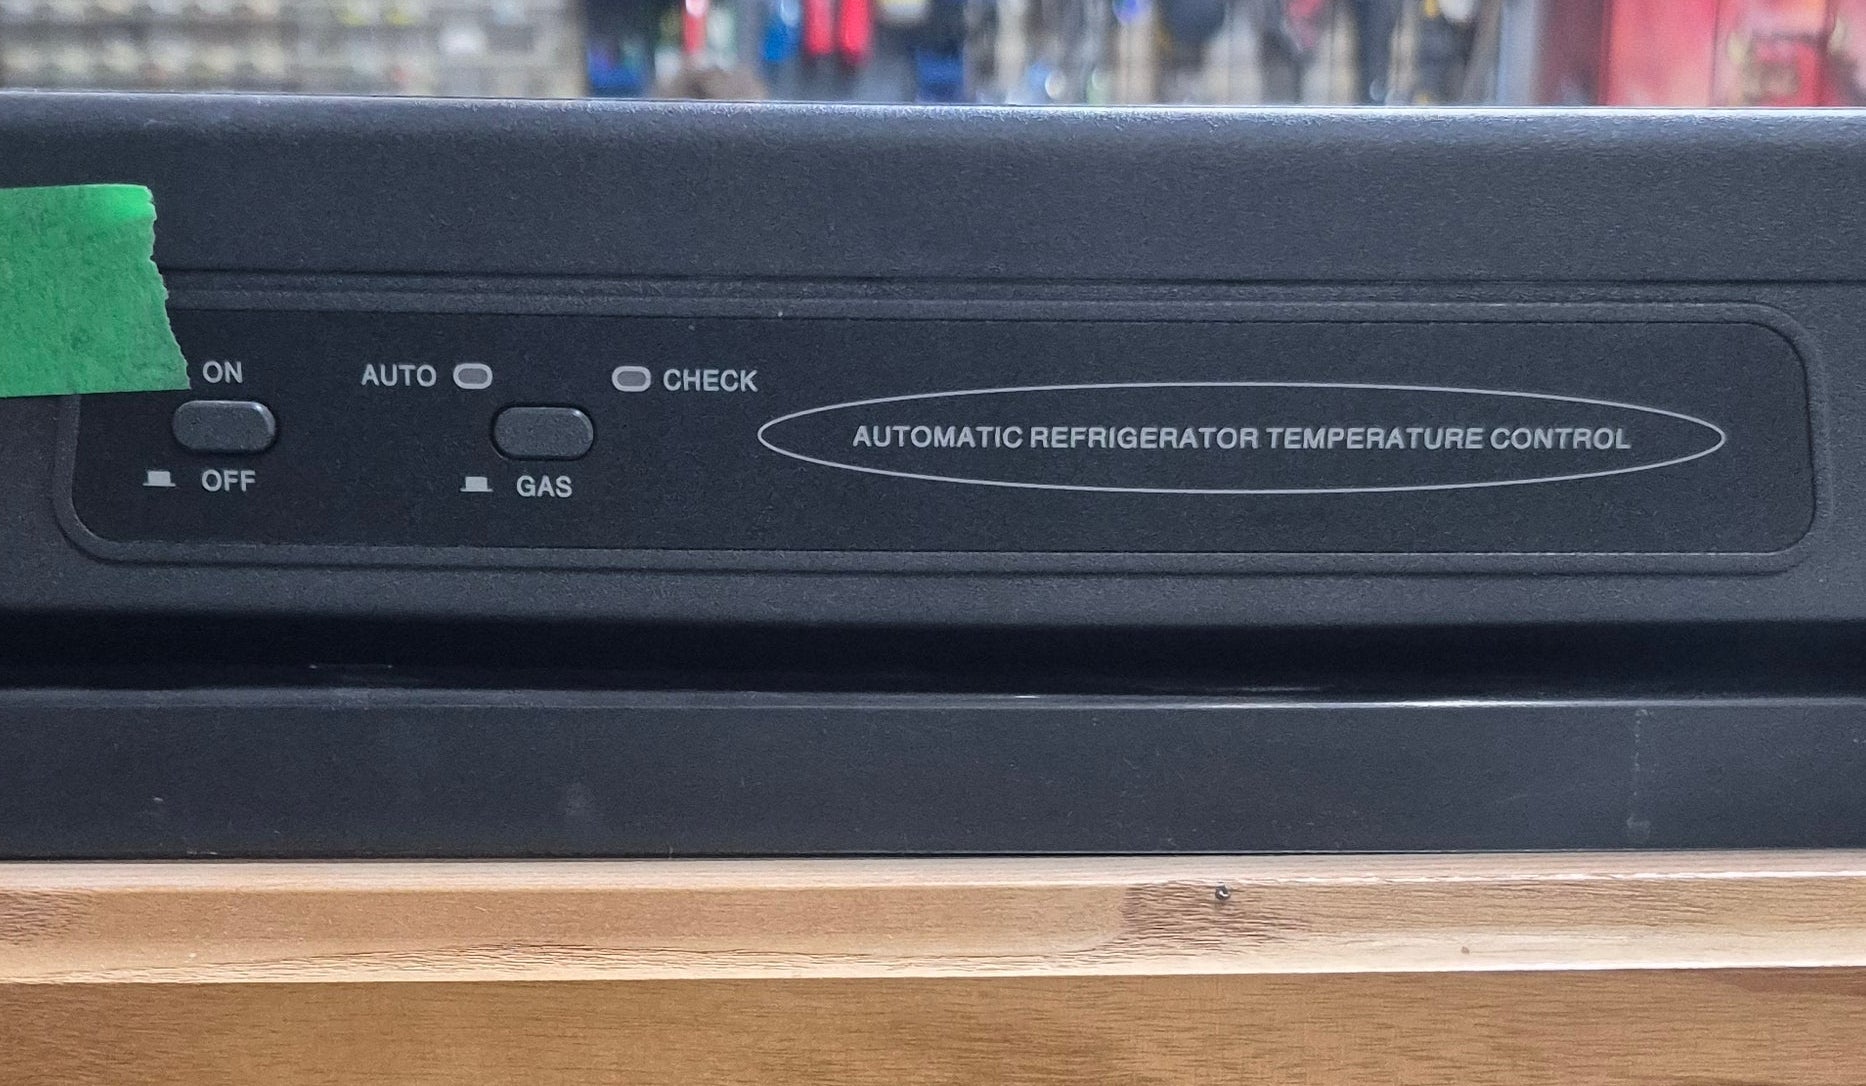 ON
OFF
AUTO
GAS
CHECK
AUTOMATIC REFRIGERATOR TEMPERATURE CONTROL